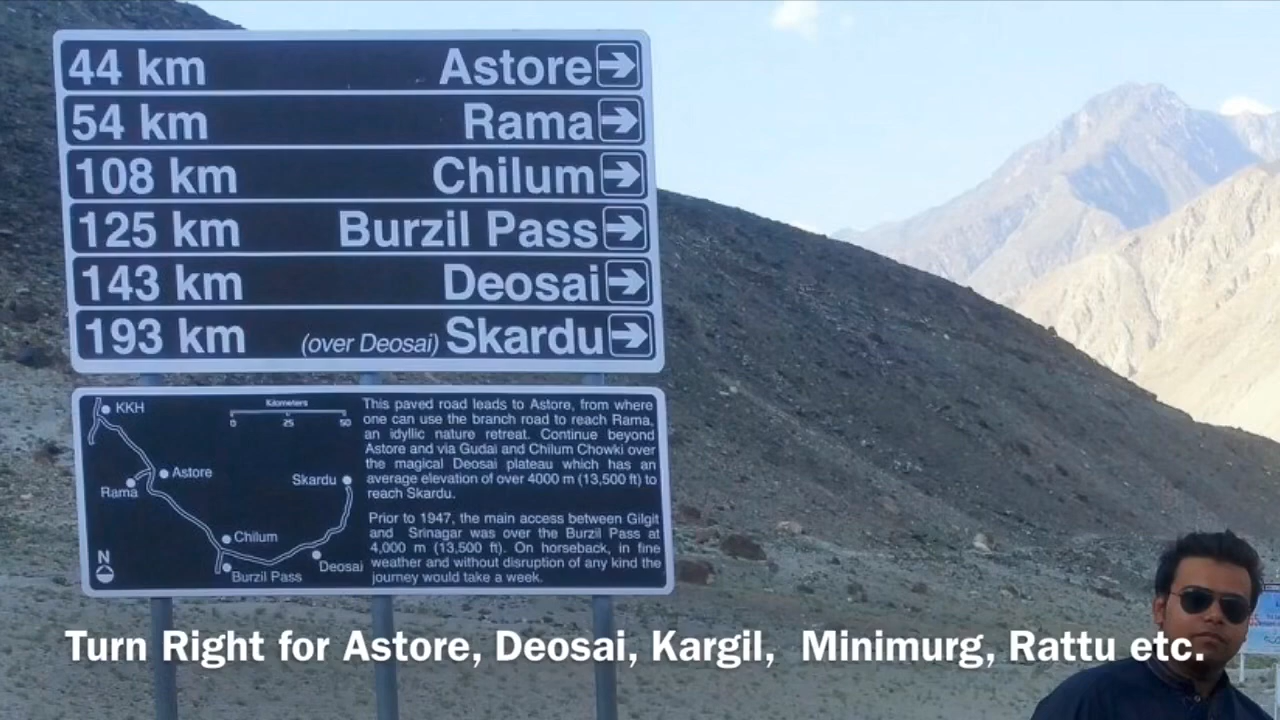 44 km Astore
54 km Rama
108 km Chilum
125 km Burzil Pass
143 km Deosai
193 km (over Deosai) Skardu
KKH
Kilometers
0 25 50
Astore
Rama
Skardu
Chilum
Deosai
Burzil Pass
N
This paved road leads to Astore, from where
one can use the branch road to reach Rama,
an idyllic nature retreat. Continue beyond
Astore and via Gudai and Chilum Chowki over
the magical Deosai plateau which has an
average elevation of over 4000 m (13,500 ft) to
reach Skardu.
Prior to 1947, the main access between Gilgit
and Srinagar was over the Burzil Pass at
4,000 m (13,500 ft). On horseback, in fine
weather and without disruption of any kind the
journey would take a week.
Turn Right for Astore, Deosai, Kargil, Minimurg, Rattu etc.